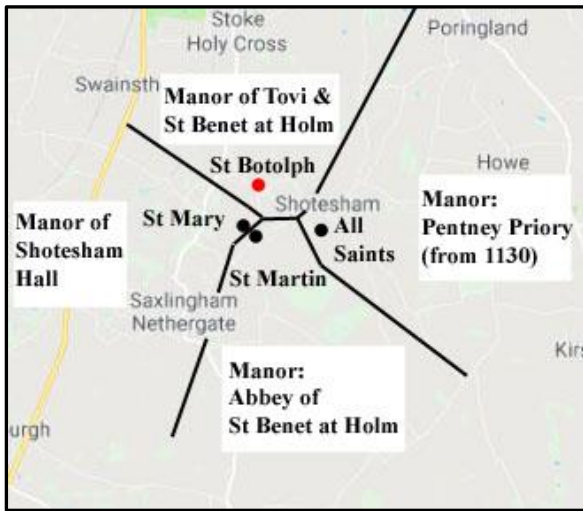 Stoke
Holy Cross
Poringland
Swainsth
Manor of Tovi &
St Benet at Holm
St Botolph
Howe
Shotesham
Manor of
Shotesham
Hall
St Mary
All
Saints
Manor:
Pentney Priory
(from 1130)
St Martin
Saxlingham
Nethergate
Kirs
Manor:
Abbey of
St Benet at Holm
urgh